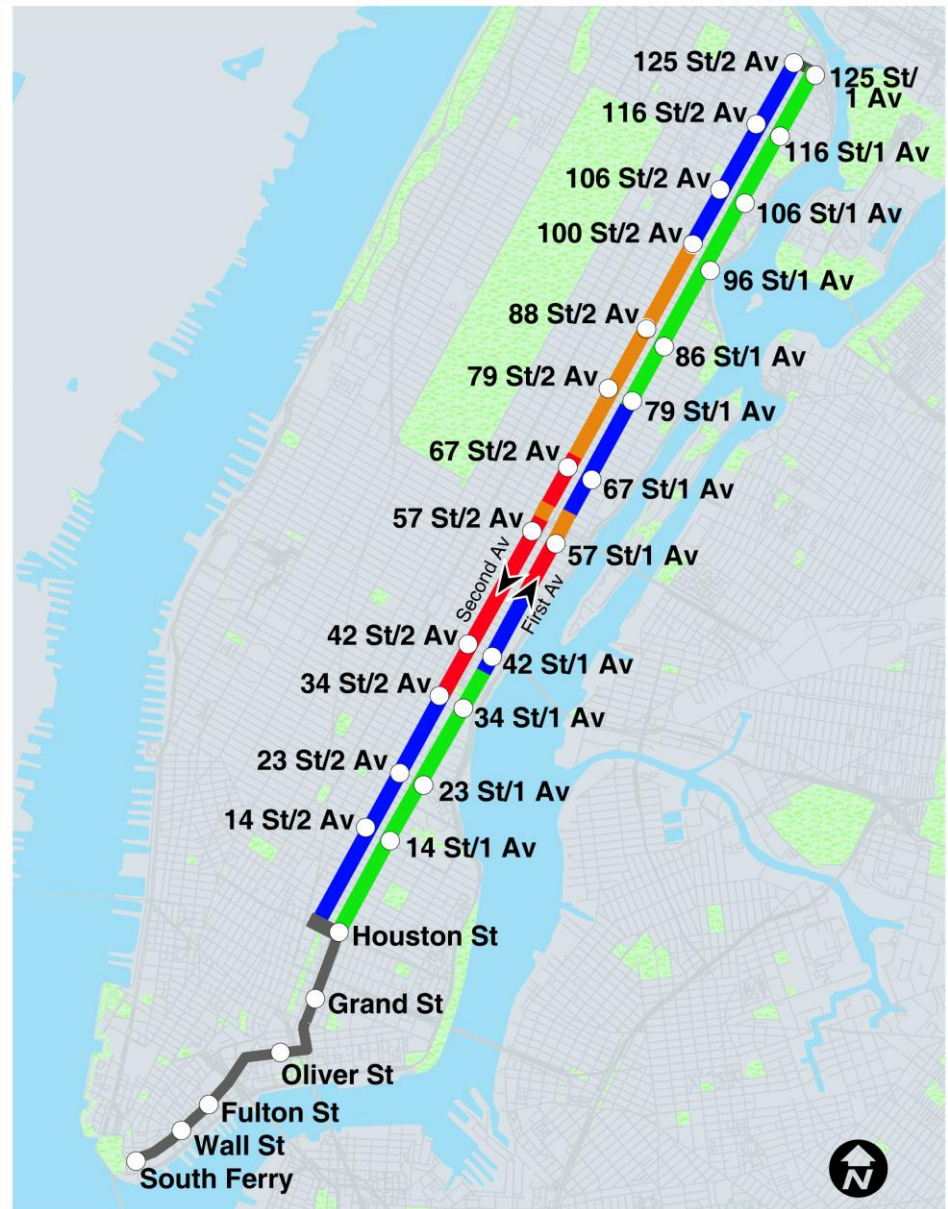 125 St/2 Av
125 St/
1 Av
116 St/2 Av
116 St/1 Av
106 St/2 Av
106 St/1 Av
100 St/2 Av
96 St/1 Av
88 St/2 Av
86 St/1 Av
79 St/2 Av
79 St/1 Av
67 St/2 Av
67 St/1 Av
57 St/2 Av
57 St/1 Av
Second Av
First Av
42 St/2 Av
42 St/1 Av
34 St/2 Av
34 St/1 Av
23 St/2 Av
23 St/1 Av
14 St/2 Av
14 St/1 Av
Houston St
Grand St
Oliver St
Fulton St
Wall St
South Ferry
N